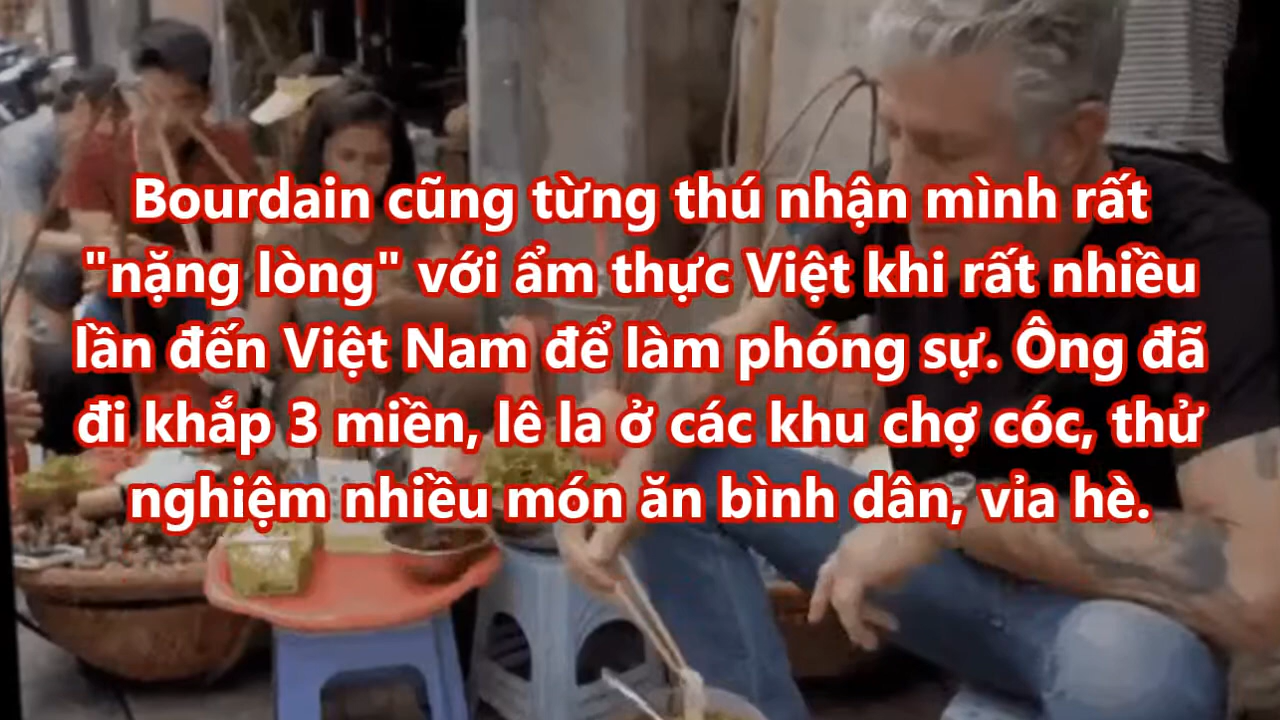 Bourdain cũng từng thú nhận mình rất
"nặng lòng" với ẩm thực Việt khi rất nhiều
lần đến Việt Nam để làm phóng sự. Ông đã
đi khắp 3 miền, lê la ở các khu chợ cóc, thử
nghiệm nhiều món ăn bình dân, vỉa hè.